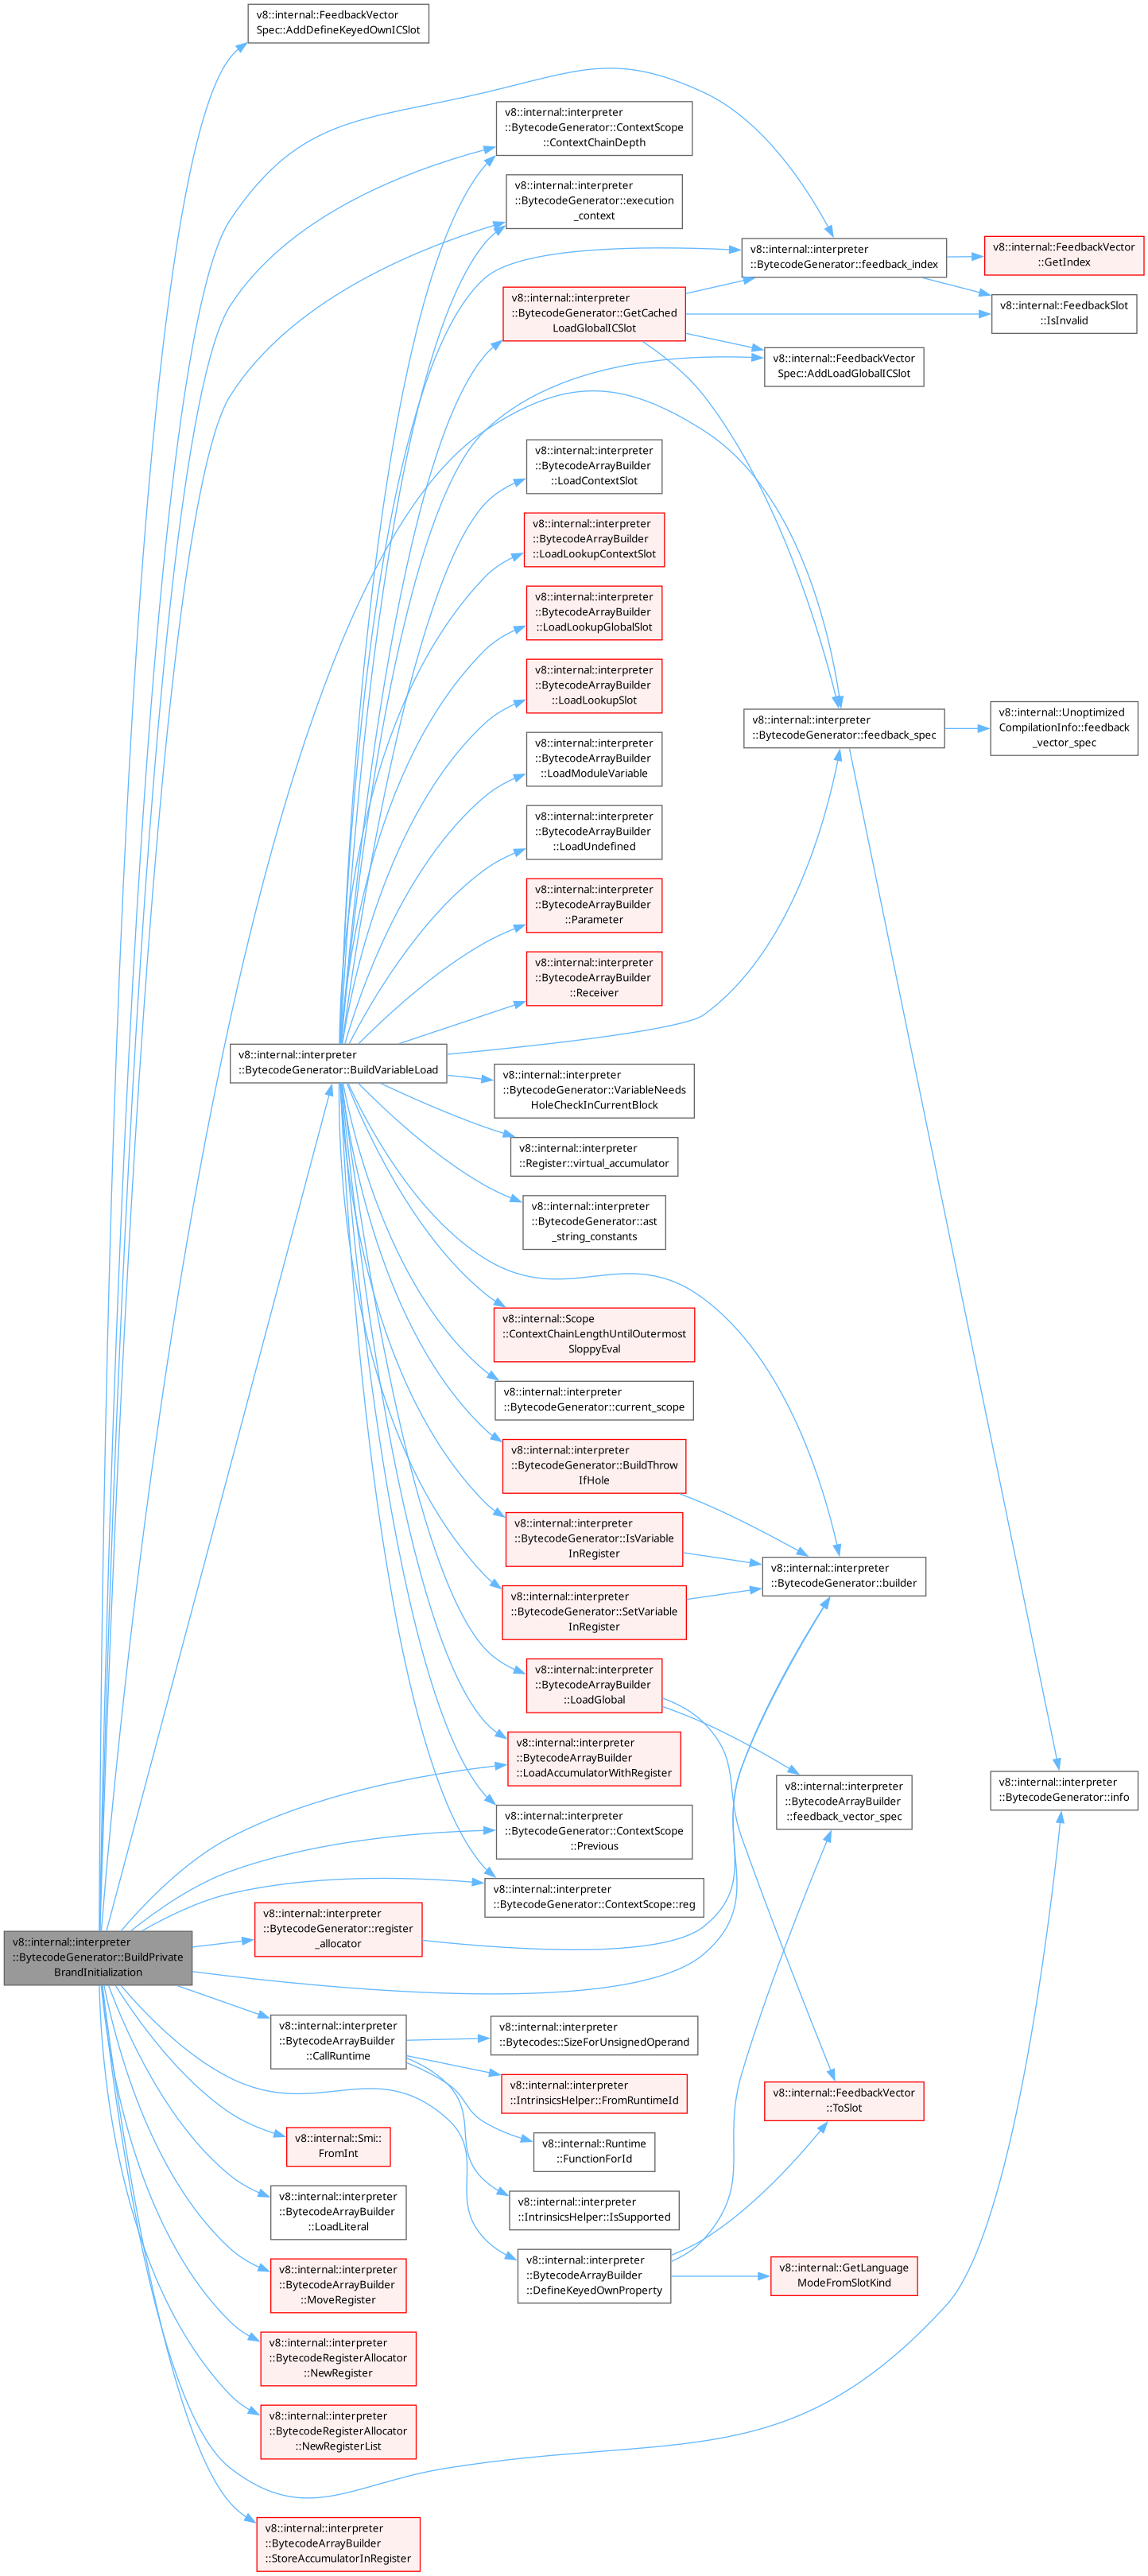 v8::internal::FeedbackVector
Spec::AddDefineKeyedOwnICSlot
v8::internal::interpreter
::BytecodeGenerator::ContextScope
::ContextChainDepth
v8::internal::interpreter
::BytecodeGenerator::execution
_context
v8::internal::interpreter
::BytecodeGenerator::feedback_index
v8::internal::FeedbackVector
::GetIndex
v8::internal::interpreter
::BytecodeGenerator::GetCached
LoadGlobalICSlot
v8::internal::FeedbackSlot
::IsInvalid
v8::internal::FeedbackVector
Spec::AddLoadGlobalICSlot
v8::internal::interpreter
::BytecodeArrayBuilder
::LoadContextSlot
v8::internal::interpreter
::BytecodeArrayBuilder
::LoadLookupContextSlot
v8::internal::interpreter
::BytecodeArrayBuilder
::LoadLookupGlobalSlot
v8::internal::interpreter
::BytecodeArrayBuilder
::LoadLookupSlot
v8::internal::interpreter
::BytecodeGenerator::feedback_spec
v8::internal::Unoptimized
CompilationInfo::feedback
_vector_spec
v8::internal::interpreter
::BytecodeArrayBuilder
::LoadModuleVariable
v8::internal::interpreter
::BytecodeArrayBuilder
::LoadUndefined
v8::internal::interpreter
::BytecodeArrayBuilder
::Parameter
v8::internal::interpreter
::BytecodeArrayBuilder
::Receiver
v8::internal::interpreter
::BytecodeGenerator::BuildVariableLoad
v8::internal::interpreter
::BytecodeGenerator::VariableNeeds
HoleCheckInCurrentBlock
v8::internal::interpreter
::Register::virtual_accumulator
v8::internal::interpreter
::BytecodeGenerator::ast
_string_constants
v8::internal::Scope
::ContextChainLengthUntilOutermost
SloppyEval
v8::internal::interpreter
::BytecodeGenerator::current_scope
v8::internal::interpreter
::BytecodeGenerator::BuildThrow
IfHole
v8::internal::interpreter
::BytecodeGenerator::IsVariable
InRegister
v8::internal::interpreter
::BytecodeGenerator::builder
v8::internal::interpreter
::BytecodeGenerator::SetVariable
InRegister
v8::internal::interpreter
::BytecodeArrayBuilder
::LoadGlobal
v8::internal::interpreter
::BytecodeArrayBuilder
::LoadAccumulatorWithRegister
v8::internal::interpreter
::BytecodeArrayBuilder
::feedback_vector_spec
v8::internal::interpreter
::BytecodeGenerator::info
v8::internal::interpreter
::BytecodeGenerator::ContextScope
::Previous
v8::internal::interpreter
::BytecodeGenerator::ContextScope::reg
v8::internal::interpreter
::BytecodeGenerator::register
_allocator
v8::internal::interpreter
::BytecodeGenerator::BuildPrivate
BrandInitialization
v8::internal::interpreter
::BytecodeArrayBuilder
::CallRuntime
v8::internal::interpreter
::Bytecodes::SizeForUnsignedOperand
v8::internal::interpreter
::IntrinsicsHelper::FromRuntimeId
v8::internal::FeedbackVector
::ToSlot
v8::internal::Smi::
FromInt
v8::internal::Runtime
::FunctionForId
v8::internal::interpreter
::BytecodeArrayBuilder
::LoadLiteral
v8::internal::interpreter
::IntrinsicsHelper::IsSupported
v8::internal::interpreter
::BytecodeArrayBuilder
::DefineKeyedOwnProperty
v8::internal::GetLanguage
ModeFromSlotKind
v8::internal::interpreter
::BytecodeArrayBuilder
::MoveRegister
v8::internal::interpreter
::BytecodeRegisterAllocator
::NewRegister
v8::internal::interpreter
::BytecodeRegisterAllocator
::NewRegisterList
v8::internal::interpreter
::BytecodeArrayBuilder
::StoreAccumulatorInRegister